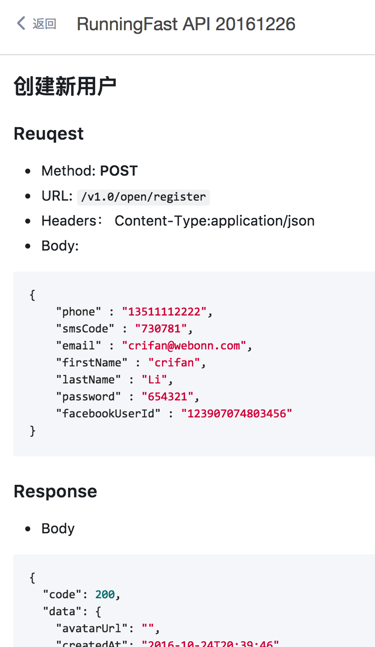 返回 RunningFast API 20161226
创建新用户
Reuqest
• Method: POST
• URL: /v1.0/open/register
• Headers： Content-Type:application/json
• Body:
{
    "phone" : "13511112222",
    "smsCode" : "730781",
    "email" : "crifan@webonn.com",
    "firstName" : "crifan",
    "lastName" : "Li",
    "password" : "654321",
    "facebookUserId" : "123907074803456"
}
Response
• Body
{
  "code": 200,
  "data": {
    "avatarUrl": "",
    "createdAt": "2016-10-24T20:39:46"